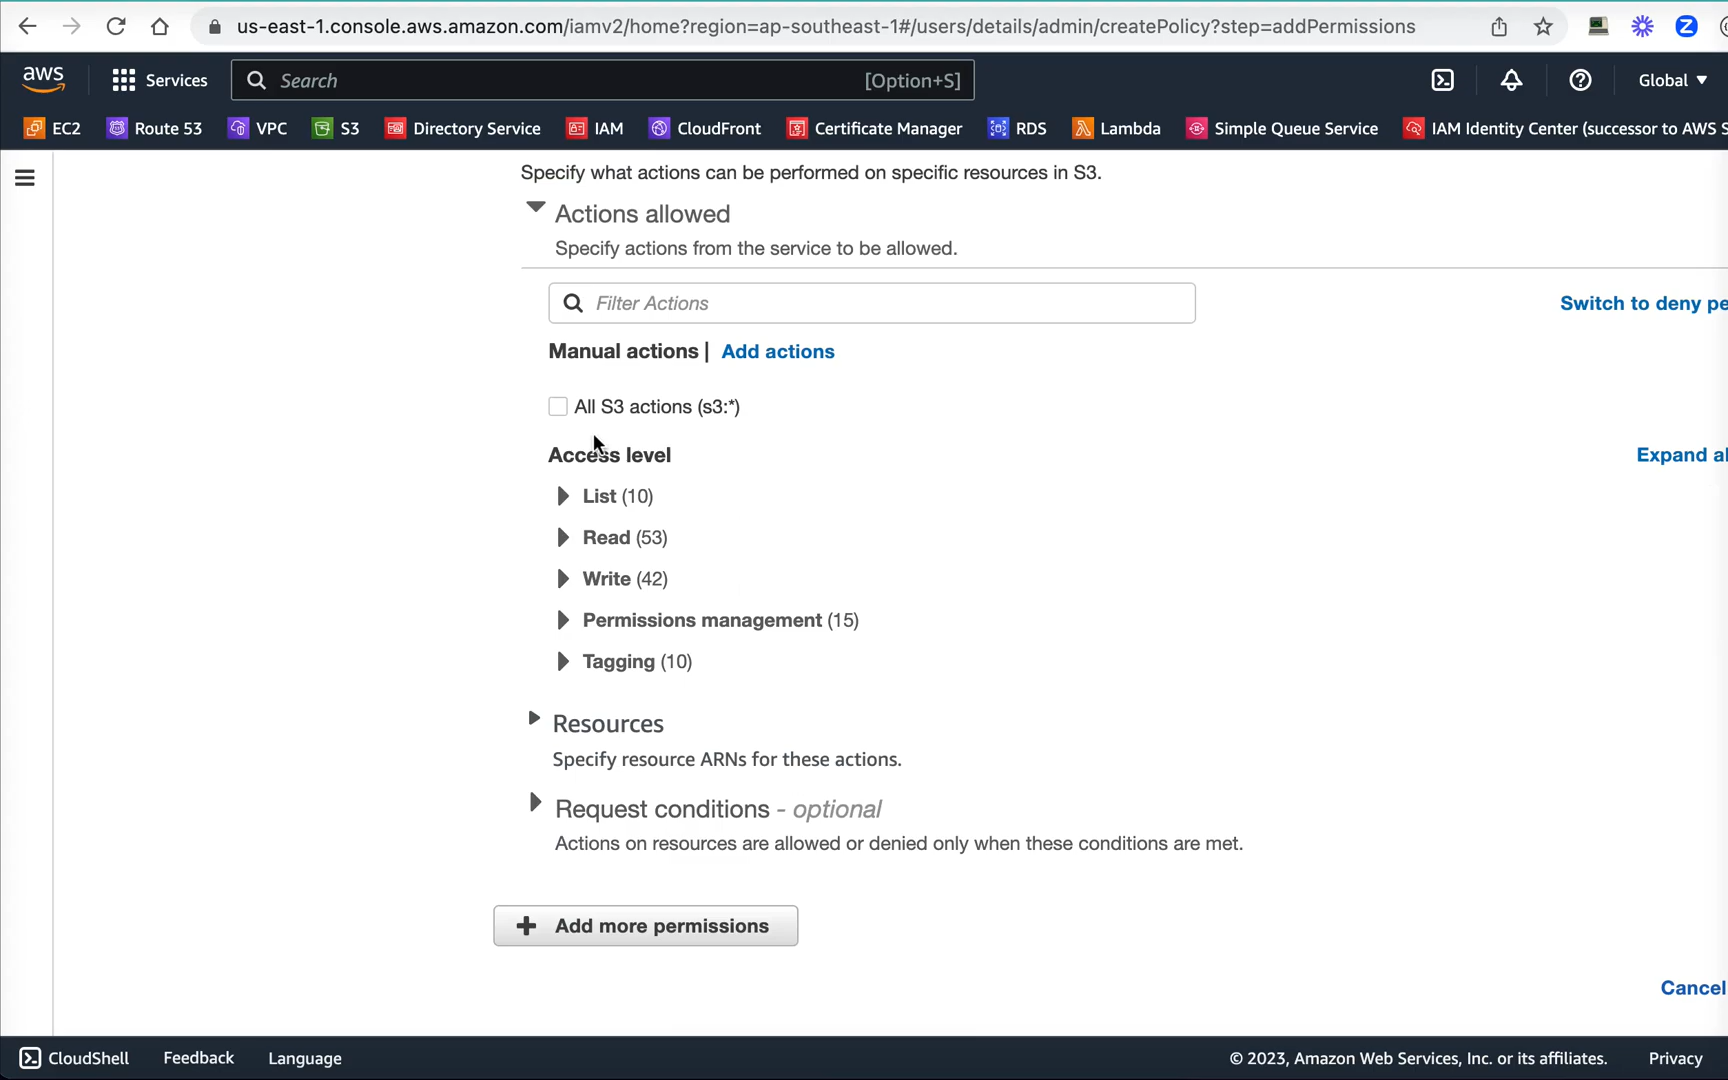 us-east-1.console.aws.amazon.com/iamv2/home?region=ap-southeast-1#/users/details/admin/createPolicy?step=addPermissions
Z
aws Services Search [Option+S] Global
EC2 Route 53 VPC S3 Directory Service IAM CloudFront Certificate Manager RDS Lambda Simple Queue Service IAM Identity Center (successor to AWS S
Specify what actions can be performed on specific resources in S3.
Actions allowed
Specify actions from the service to be allowed.
Filter Actions
Switch to deny pe
Manual actions | Add actions
All S3 actions (s3:*)
Access level
Expand al
List (10)
Read (53)
Write (42)
Permissions management (15)
Tagging (10)
Resources
Specify resource ARNs for these actions.
Request conditions - optional
Actions on resources are allowed or denied only when these conditions are met.
+ Add more permissions
Cancel
CloudShell Feedback Language © 2023, Amazon Web Services, Inc. or its affiliates. Privacy